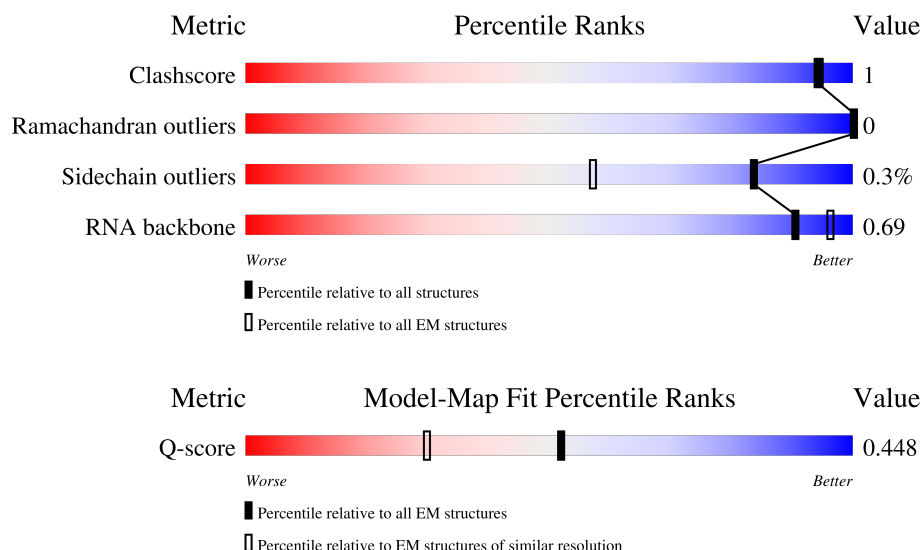 Metric Percentile Ranks Value
Clashscore 1
Ramachandran outliers 0
Sidechain outliers 0.3%
RNA backbone 0.69
Worse Better
Percentile relative to all structures
Percentile relative to all EM structures
Metric Model-Map Fit Percentile Ranks Value
Q-score 0.448
Worse Better
Percentile relative to all EM structures
Percentile relative to EM structures of similar resolution